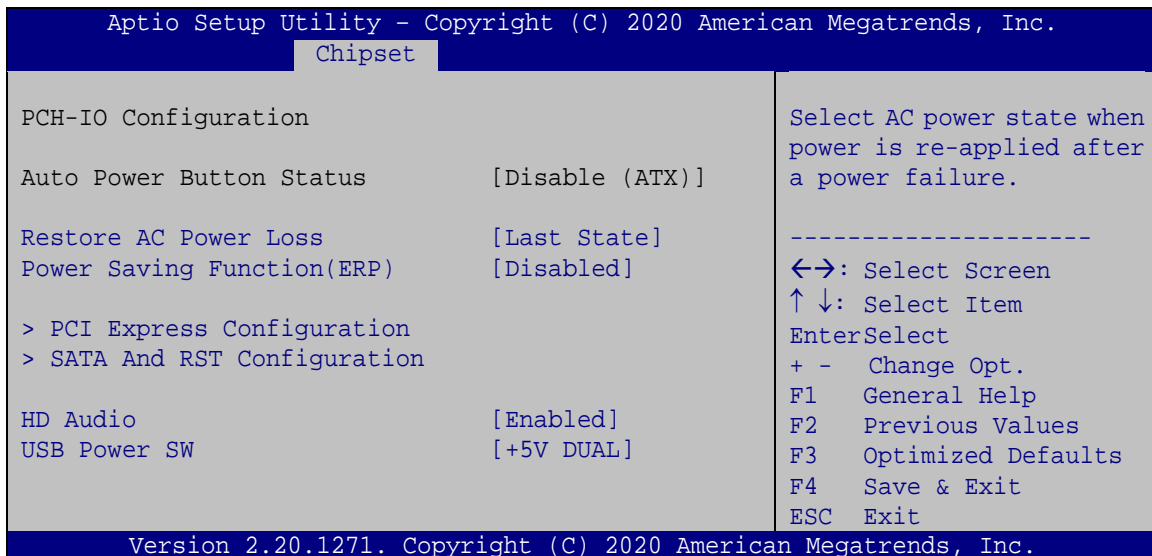 Aptio Setup Utility – Copyright (C) 2020 American Megatrends, Inc.
Chipset
PCH-IO Configuration
Auto Power Button Status [Disable (ATX)]
Restore AC Power Loss [Last State]
Power Saving Function(ERP) [Disabled]
> PCI Express Configuration
> SATA And RST Configuration
HD Audio [Enabled]
USB Power SW [+5V DUAL]
Select AC power state when
power is re-applied after
a power failure.
---------------------
←→: Select Screen
↑ ↓: Select Item
EnterSelect
+ - Change Opt.
F1 General Help
F2 Previous Values
F3 Optimized Defaults
F4 Save & Exit
ESC Exit
Version 2.20.1271. Copyright (C) 2020 American Megatrends, Inc.